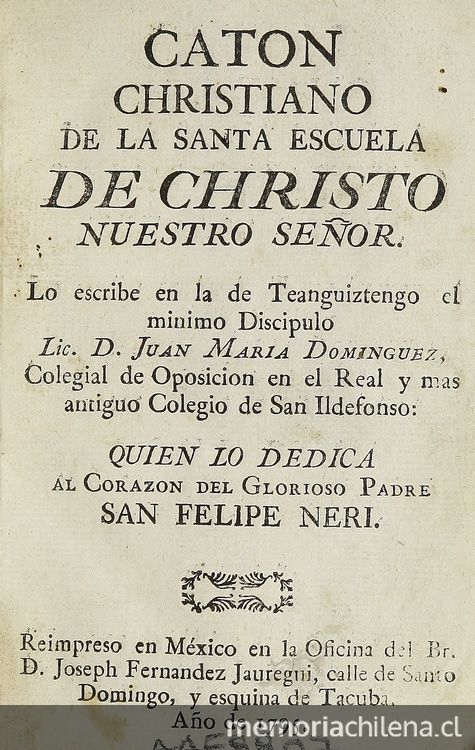 CATON
CHRISTIANO
DE LA SANTA ESCUELA
DE CHRISTO
NUESTRO SEÑOR.
Lo escribe en la de Teanguiztengo el
minimo Discipulo
Lic. D. JUAN MARIA DOMINGUEZ,
Colegial de Oposicion en el Real y mas
antiguo Colegio de San Ildefonso:
QUIEN LO DEDICA
AL CORAZON DEL GLORIOSO PADRE
SAN FELIPE NERI.
Reimpreso en México en la Oficina del Br.
D. Joseph Fernandez Jauregui, calle de Santo
Domingo, y esquina de Tacuba.
Año de
memoriachilena.cl